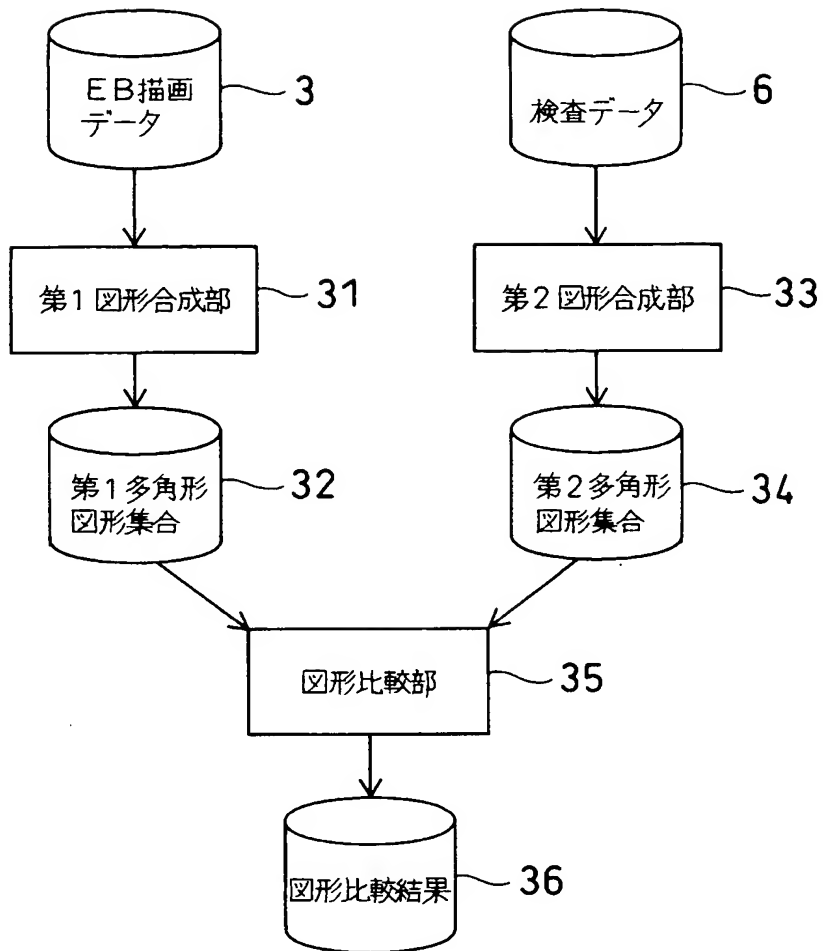 EB描画
データ
3
検査データ
6
第1図形合成部
31
第2図形合成部
33
第1多角形
図形集合
32
第2多角形
図形集合
34
図形比較部
35
図形比較結果
36